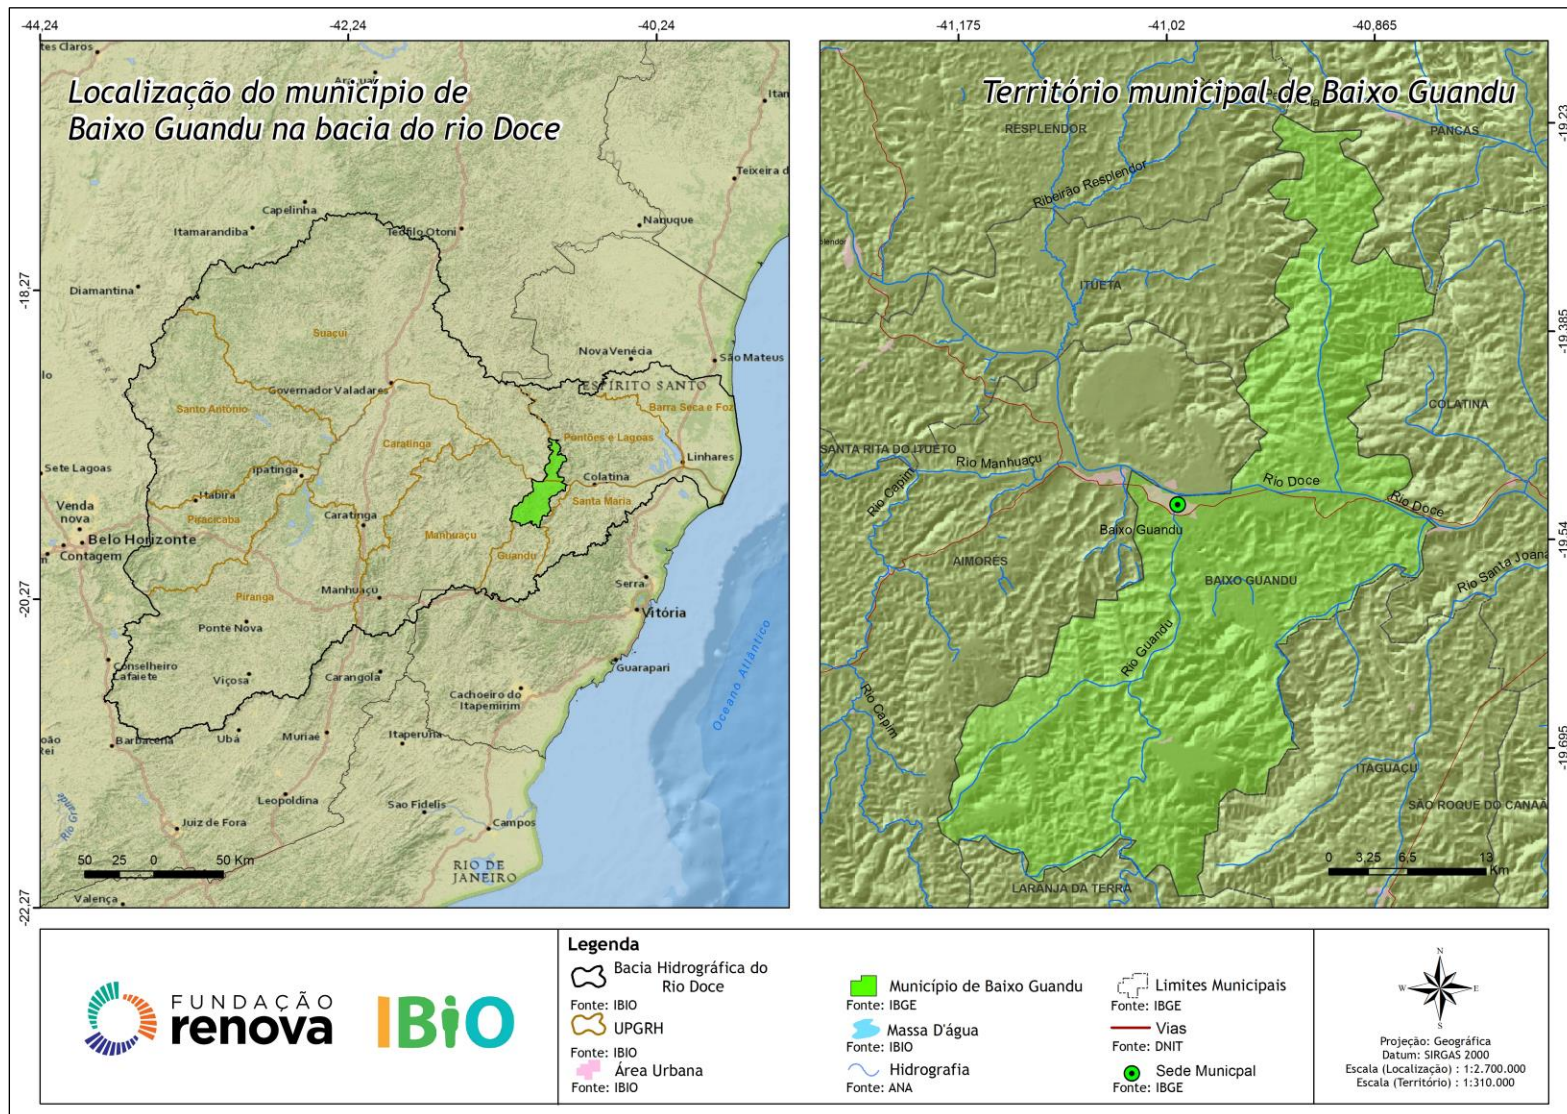 -44,24
-42,24
-40,24
-18,27
-20,27
-22,27
Localização do município de
Baixo Guandu na bacia do rio Doce
tes Claros
Itan
Teixeira d
Capelinha
Itamarandiba
Teófilo Otoni
Nanuque
Diamantina
SERRA
Suaçuí
Nova Venécia
São Mateus
lo
Governador Valadares
ESPÍRITO SANTO
Santo Antônio
Barra Seca e Foz
Caratinga
Pontões e Lagoas
Linhares
Sete Lagoas
Ipatinga
Colatina
Itabira
Santa Maria
Venda
nova
Piracicaba
Caratinga
Manhuaçu
Belo Horizonte
Contagem
Guandu
m
Serra
Piranga
Manhuaçu
Vitória
Ponte Nova
Conselheiro
Lafaiete
Viçosa
Carangola
Guarapari
Cachoeiro do
Itapemirim
Oceano Atlântico
oão
rei
Barbacena
Ubá
Muriaé
Itaperuna
Leopoldina
Sao Fidelis
Rio Grande
Juiz de Fora
Campos
50 25 0 50 Km
RIO DE
JANEIRO
Valença
-41,175
-41,02
-40,865
-19,23
-19,385
-19,54
-19,695
Território municipal de Baixo Guandu
RESPLENDOR
PANCAS
Ribeirão Resplendor
ITUETA
COLATINA
SANTA RITA DO ITUETO
Rio Manhuaçu
Rio Capim
Rio Doce
Rio Doce
Baixo Guandu
AIMORÉS
BAIXO GUANDU
Rio Santa Joana
Rio Guandu
Rio Capim
ITAGUAÇU
SÃO ROQUE DO CANAÃ
LARANJA DA TERRA
0 3,25 6,5 13
Km
FUNDAÇÃO
renova
IBiO
Legenda
Bacia Hidrográfica do
Rio Doce
Fonte: IBIO
UPGRH
Fonte: IBIO
Área Urbana
Fonte: IBIO
Município de Baixo Guandu
Fonte: IBGE
Massa D'água
Fonte: IBIO
Hidrografia
Fonte: ANA
Limites Municipais
Fonte: IBGE
Vias
Fonte: DNIT
Sede Municpal
Fonte: IBGE
N
W E
S
Projeção: Geográfica
Datum: SIRGAS 2000
Escala (Localização) : 1:2.700.000
Escala (Território) : 1:310.000